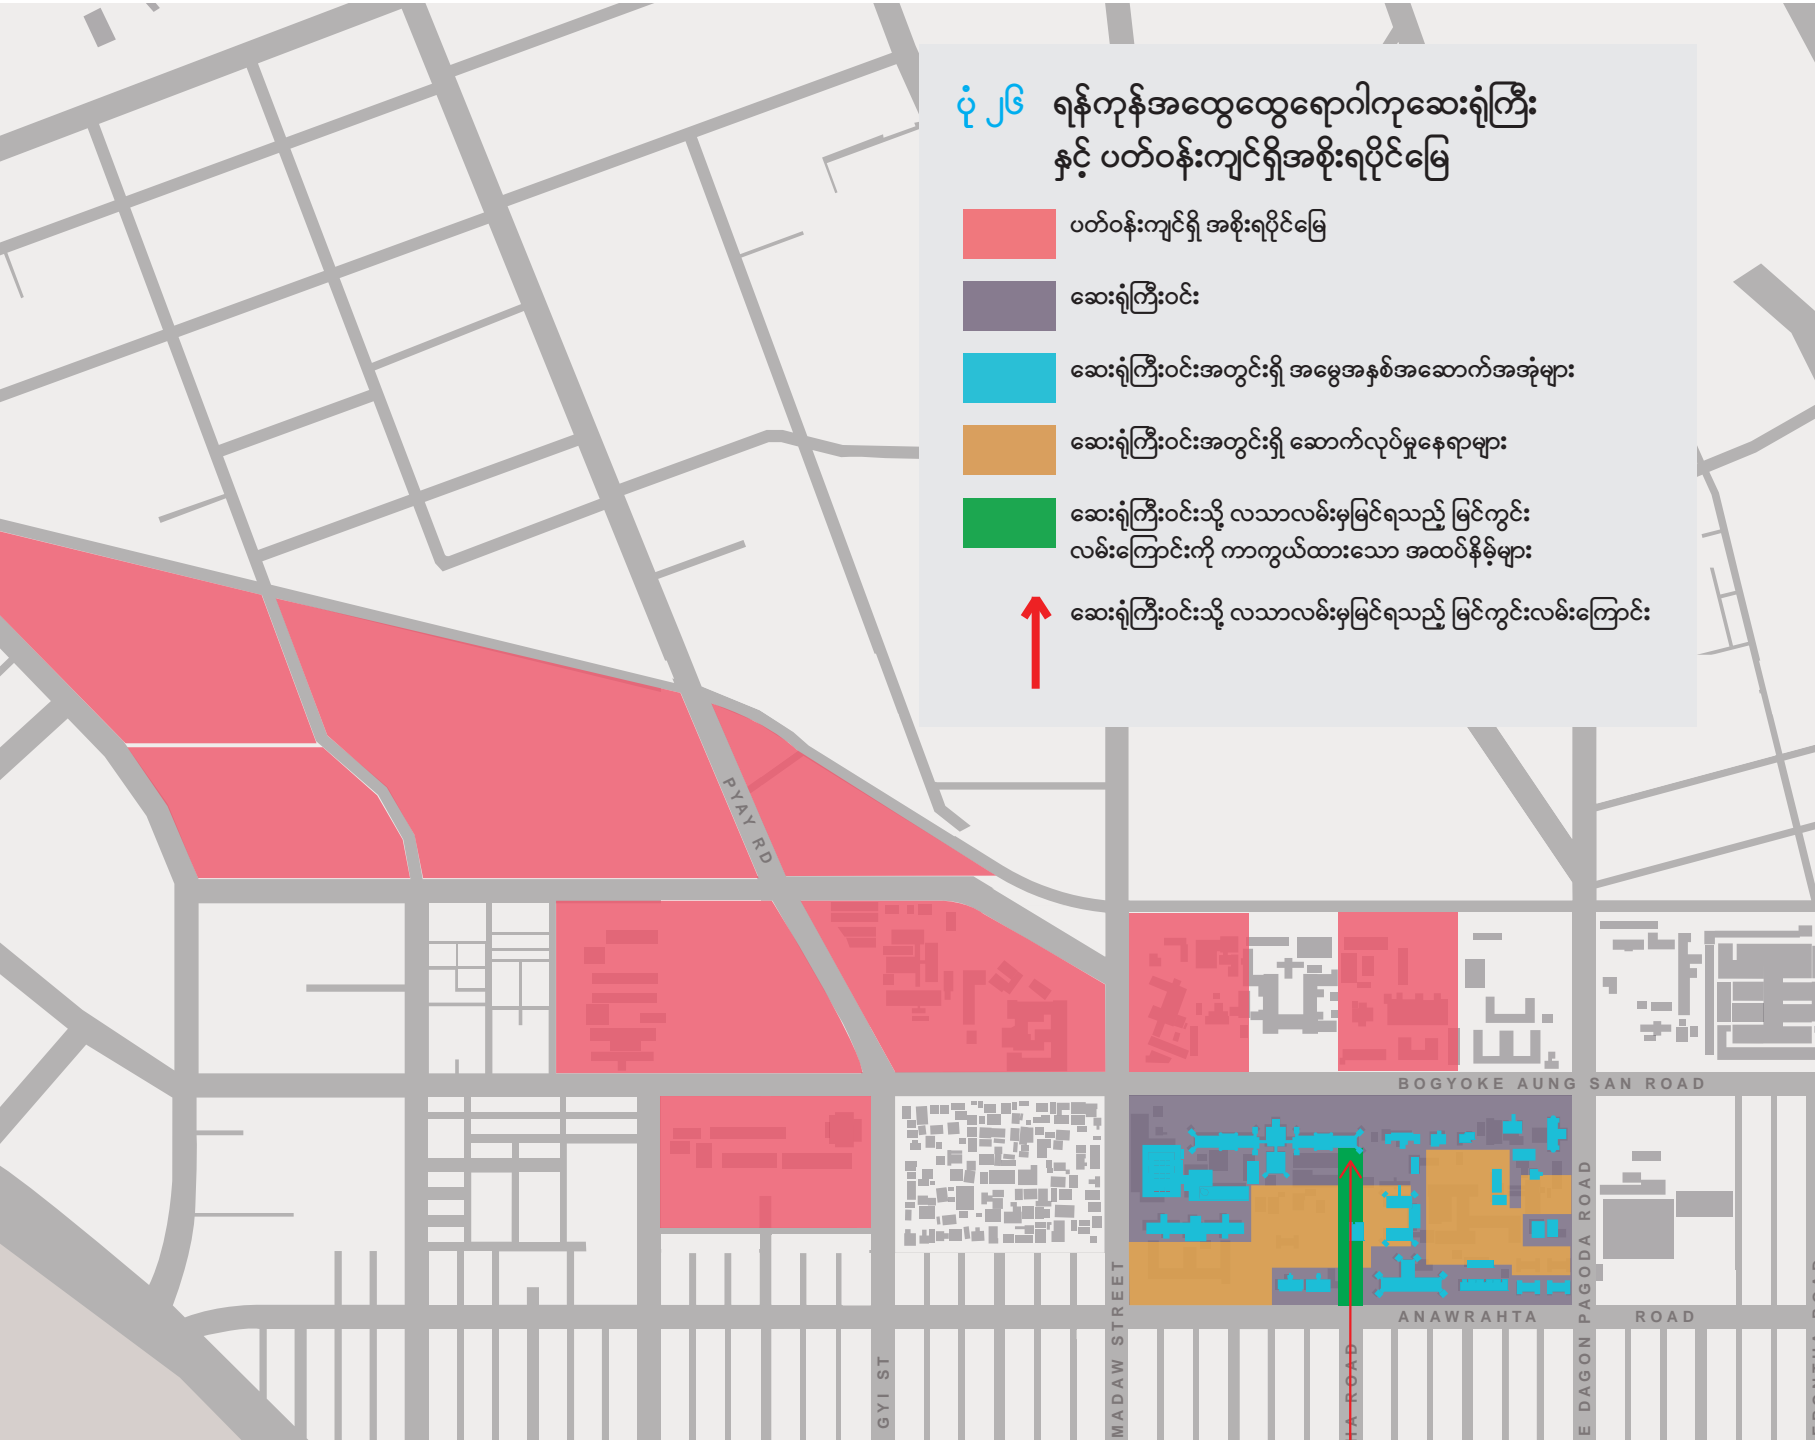 ပုံ ၂၆ ရန်ကုန်အထွေထွေရောဂါကုဆေးရုံကြီး
နှင့် ပတ်ဝန်းကျင်ရှိအစိုးရပိုင်မြေ
ပတ်ဝန်းကျင်ရှိ အစိုးရပိုင်မြေ
ဆေးရုံကြီးဝင်း
ဆေးရုံကြီးဝင်းအတွင်းရှိ အမွေအနှစ်အဆောက်အအုံများ
ဆေးရုံကြီးဝင်းအတွင်းရှိ ဆောက်လုပ်မှုနေရာများ
ဆေးရုံကြီးဝင်းသို့ လသာလမ်းမှမြင်ရသည့် မြင်ကွင်း
လမ်းကြောင်းကို ကာကွယ်ထားသော အထပ်နိမ့်များ
ဆေးရုံကြီးဝင်းသို့ လသာလမ်းမှမြင်ရသည့် မြင်ကွင်းလမ်းကြောင်း
PYAY RD
BOGYOKE AUNG SAN ROAD
ANAWRAHTA ROAD
GYI ST
MADAW STREET
IA ROAD
E DAGON PAGODA ROAD